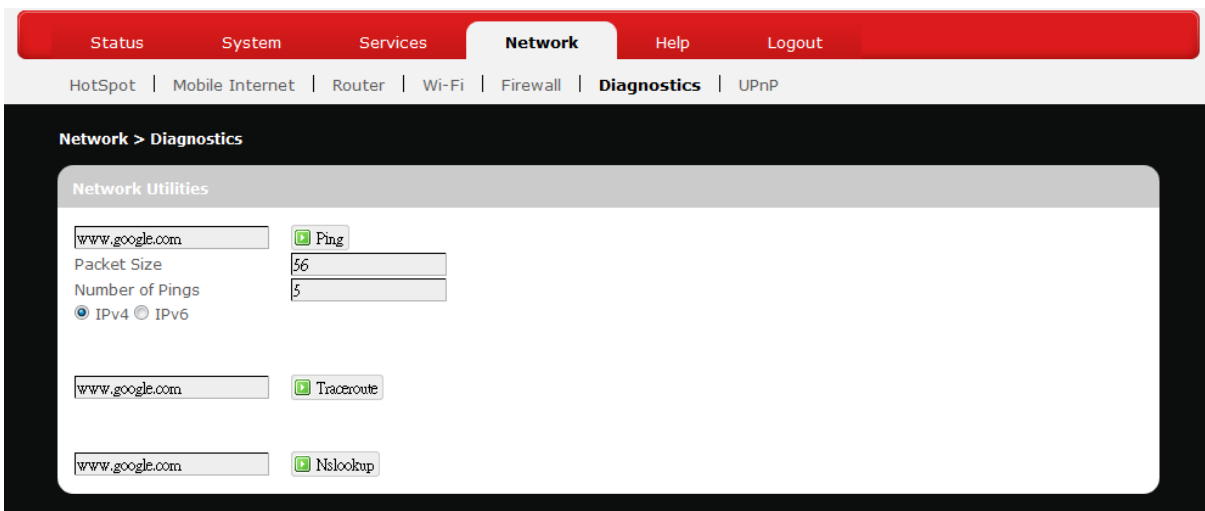 Status System Services Network Help Logout
HotSpot | Mobile Internet | Router | Wi-Fi | Firewall | Diagnostics | UPnP
Network > Diagnostics
Network Utilities
www.google.com Ping
Packet Size 56
Number of Pings 5
IPv4 IPv6
www.google.com Traceroute
www.google.com Nslookup